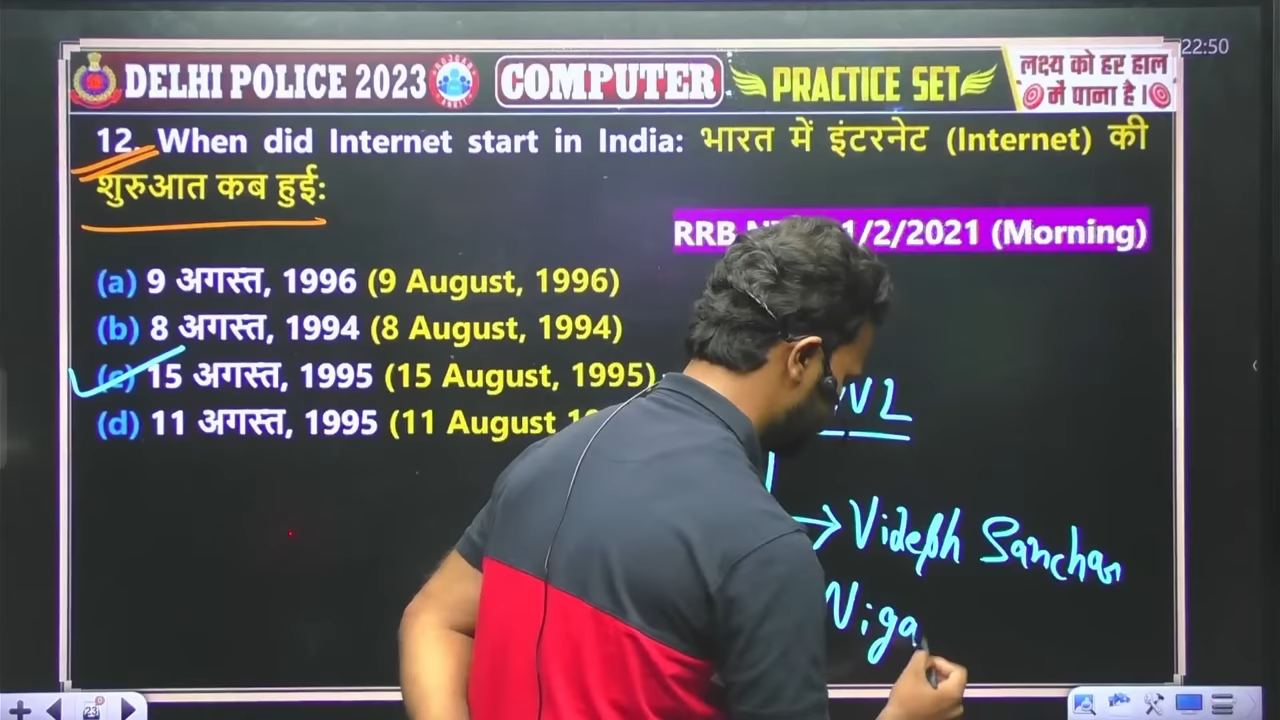 22:50
DELHI POLICE 2023 COMPUTER PRACTICE SET लक्ष्य को हर हाल
में पाना है।
12. When did Internet start in India: भारत में इंटरनेट (Internet) की
शुरुआत कब हुई:
RRB 1/2/2021 (Morning)
(a) 9 अगस्त, 1996 (9 August, 1996)
(b) 8 अगस्त, 1994 (8 August, 1994)
(c) 15 अगस्त, 1995 (15 August, 1995)
(d) 11 अगस्त, 1995 (11 August
Videsh Sanchar
Niga
23